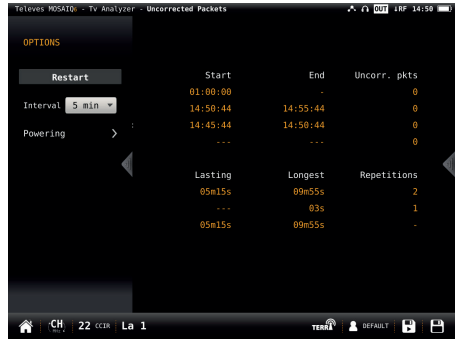 Televes MOSAIQ6 - Tv Analyzer - Uncorrected Packets OUT ↓RF 14:50
OPTIONS
Restart
Interval 5 min
Powering >
Start End Uncorr. pkts
01:00:00 - 0
14:50:44 14:55:44 0
: 14:45:44 14:50:44 0
--- --- 0
Lasting Longest Repetitions
05m15s 09m55s 2
--- 03s 1
05m15s 09m55s -
CH 22 CCIR La 1 TERR DEFAULT